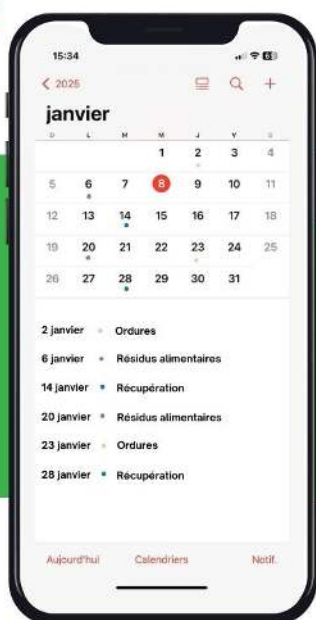 15:34
< 2025
janvier
D L M M J V S
1 2 3 4
5 6 7 8 9 10 11
12 13 14 15 16 17 18
19 20 21 22 23 24 25
26 27 28 29 30 31
2 janvier Ordures
6 janvier Résidus alimentaires
14 janvier Récupération
20 janvier Résidus alimentaires
23 janvier Ordures
28 janvier Récupération
Aujourd'hui Calendriers Notif.